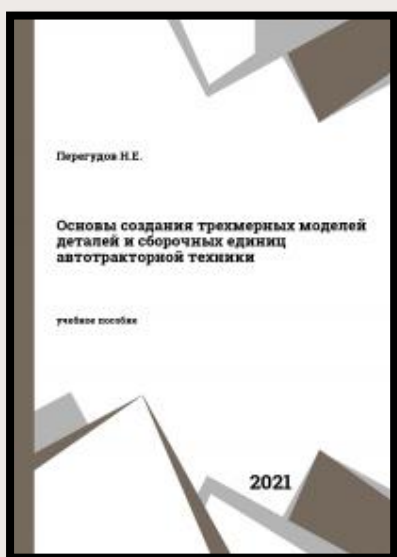 Перегудов Н.Е.
Основы создания трехмерных моделей
деталей и сборочных единиц
автотракторной техники
учебное пособие
2021